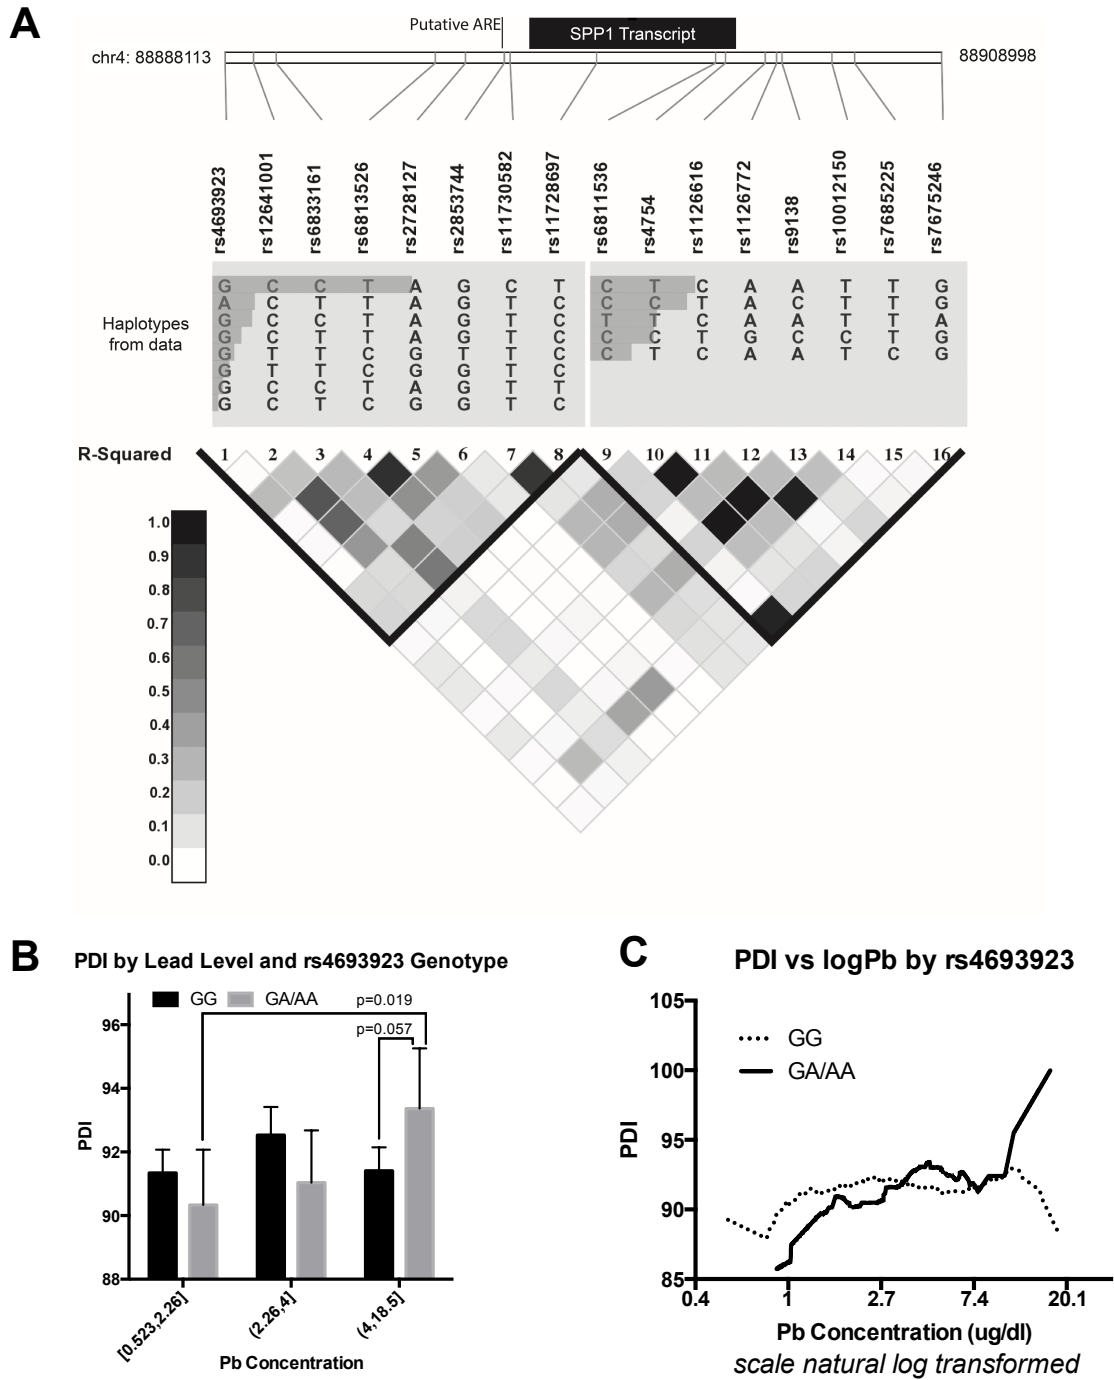 A
Putative ARE
SPP1 Transcript
chr4: 88888113
88908998
rs4693923 rs12641001 rs6833161 rs6813526 rs2728127 rs2853744 rs11730582 rs11728697 rs6811536 rs4754 rs1126616 rs1126772 rs9138 rs10012150 rs7685225 rs7675246
Haplotypes
from data
G C C T A G C T C T C A A T T G
A C T T A G T C C C T A C T T G
G C C T A G T C T T C A A T T A
G C T T A G T C C C T G C T T G
G T T C G T T C C T C A A C C G
G T T C G G T C
G C C T A G T T
G C T C G G T C
R-Squared
1 2 3 4 5 6 7 8 9 10 11 12 13 14 15 16
1.0
0.9
0.8
0.7
0.6
0.5
0.4
0.3
0.2
0.1
0.0
B
PDI by Lead Level and rs4693923 Genotype
GG GA/AA
p=0.019
p=0.057
96
94
92
90
88
PDI
[0.523,2.26] (2.26,4] (4,18.5]
Pb Concentration
C
PDI vs logPb by rs4693923
GG
GA/AA
105
100
95
90
85
PDI
0.4 1 2.7 7.4 20.1
Pb Concentration (ug/dl)
scale natural log transformed